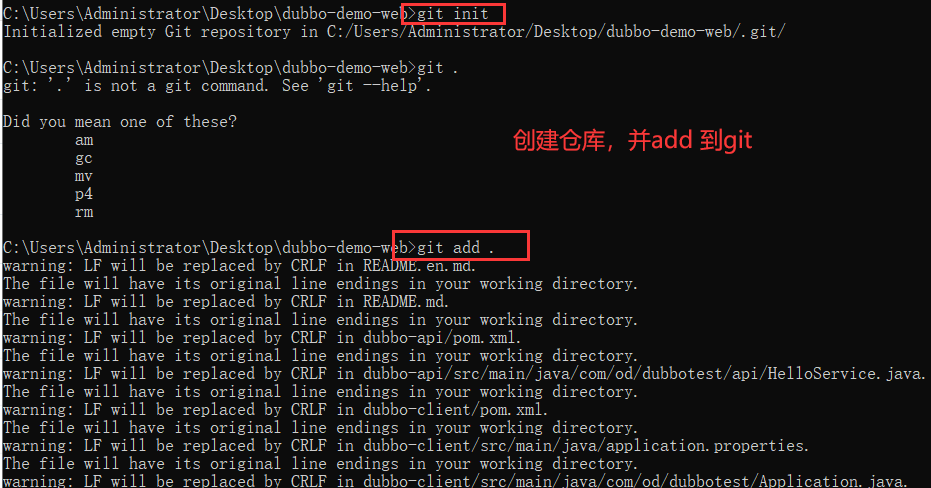 C:\Users\Administrator\Desktop\dubbo-demo-web>git init
Initialized empty Git repository in C:/Users/Administrator/Desktop/dubbo-demo-web/.git/
C:\Users\Administrator\Desktop\dubbo-demo-web>git .
git: '.' is not a git command. See 'git --help'.
Did you mean one of these?
am
创建仓库，并add 到git
gc
mv
p4
rm
C:\Users\Administrator\Desktop\dubbo-demo-web>git add .
warning: LF will be replaced by CRLF in README.en.md.
The file will have its original line endings in your working directory.
warning: LF will be replaced by CRLF in README.md.
The file will have its original line endings in your working directory.
warning: LF will be replaced by CRLF in dubbo-api/pom.xml.
The file will have its original line endings in your working directory.
warning: LF will be replaced by CRLF in dubbo-api/src/main/java/com/od/dubbotest/api/HelloService.java.
The file will have its original line endings in your working directory.
warning: LF will be replaced by CRLF in dubbo-client/pom.xml.
The file will have its original line endings in your working directory.
warning: LF will be replaced by CRLF in dubbo-client/src/main/java/application.properties.
The file will have its original line endings in your working directory.
warning: LF will be replaced by CRLF in dubbo-client/src/main/java/com/od/dubbotest/Application.java.